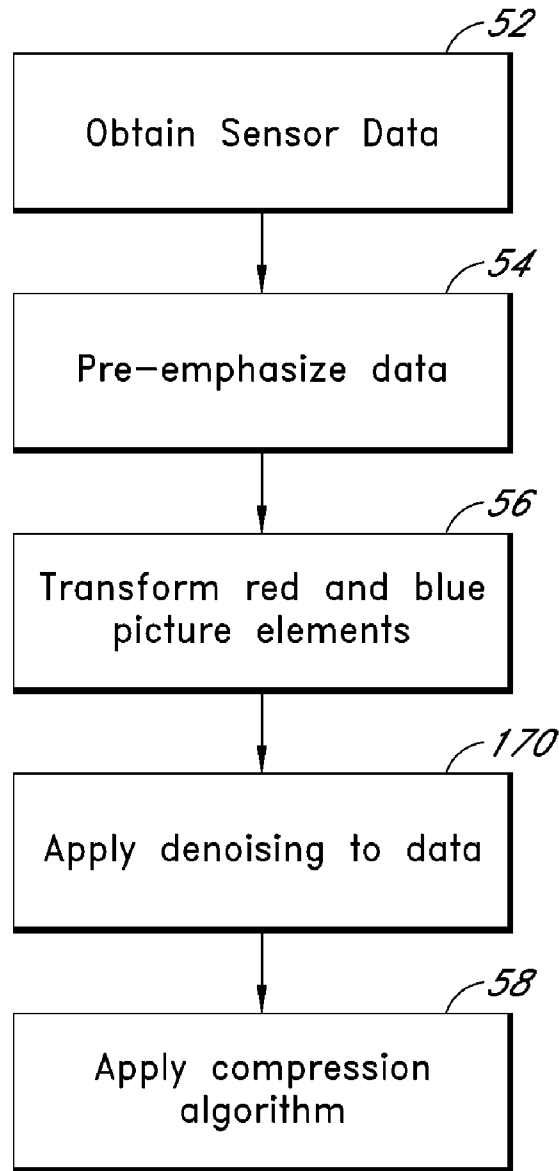 52
Obtain Sensor Data
54
Pre-emphasize data
56
Transform red and blue
picture elements
170
Apply denoising to data
58
Apply compression
algorithm